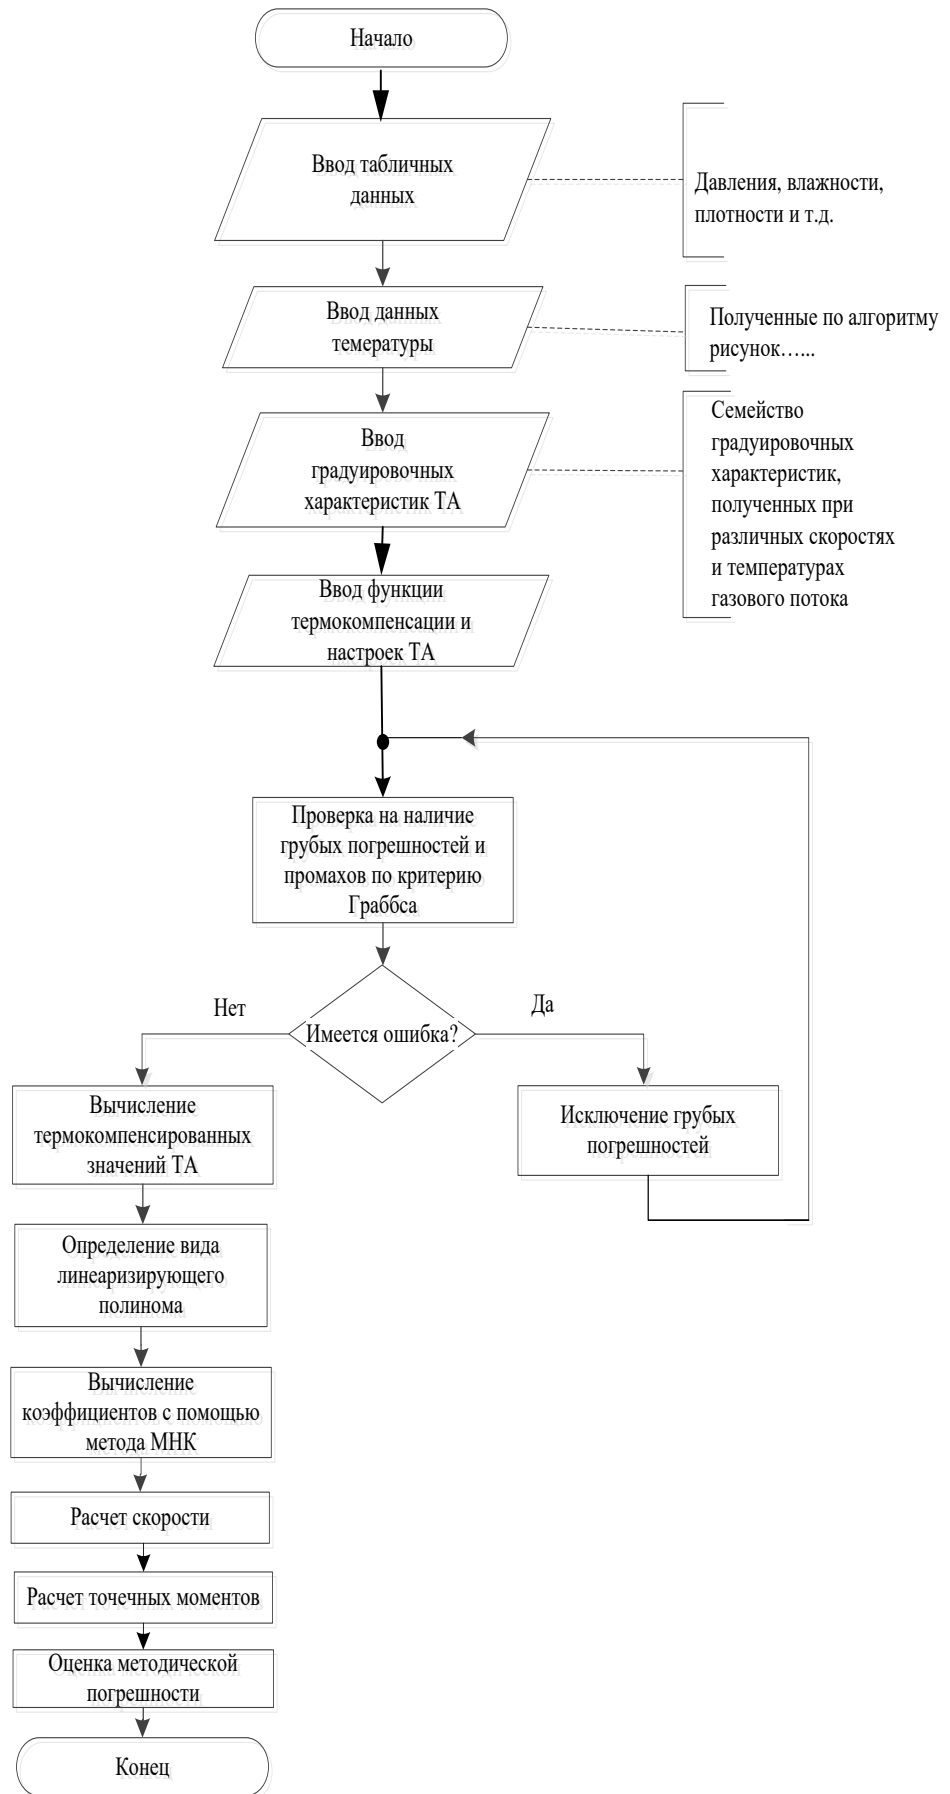 Начало
Ввод табличных
данных
Давления, влажности,
плотности и т.д.
Ввод данных
темературы
Полученные по алгоритму
рисунок…...
Ввод
градуировочных
характеристик ТА
Семейство
градуировочных
характеристик,
полученных при
различных скоростях
и температурах
газового потока
Ввод функции
термокомпенсации и
настроек ТА
Проверка на наличие
грубых погрешностей и
промахов по критерию
Граббса
Нет
Да
Имеется ошибка?
Вычисление
термокомпенсированных
значений ТА
Исключение грубых
погрешностей
Определение вида
линеаризирующего
полинома
Вычисление
коэффициентов с помощью
метода МНК
Расчет скорости
Расчет точечных моментов
Оценка методической
погрешности
Конец